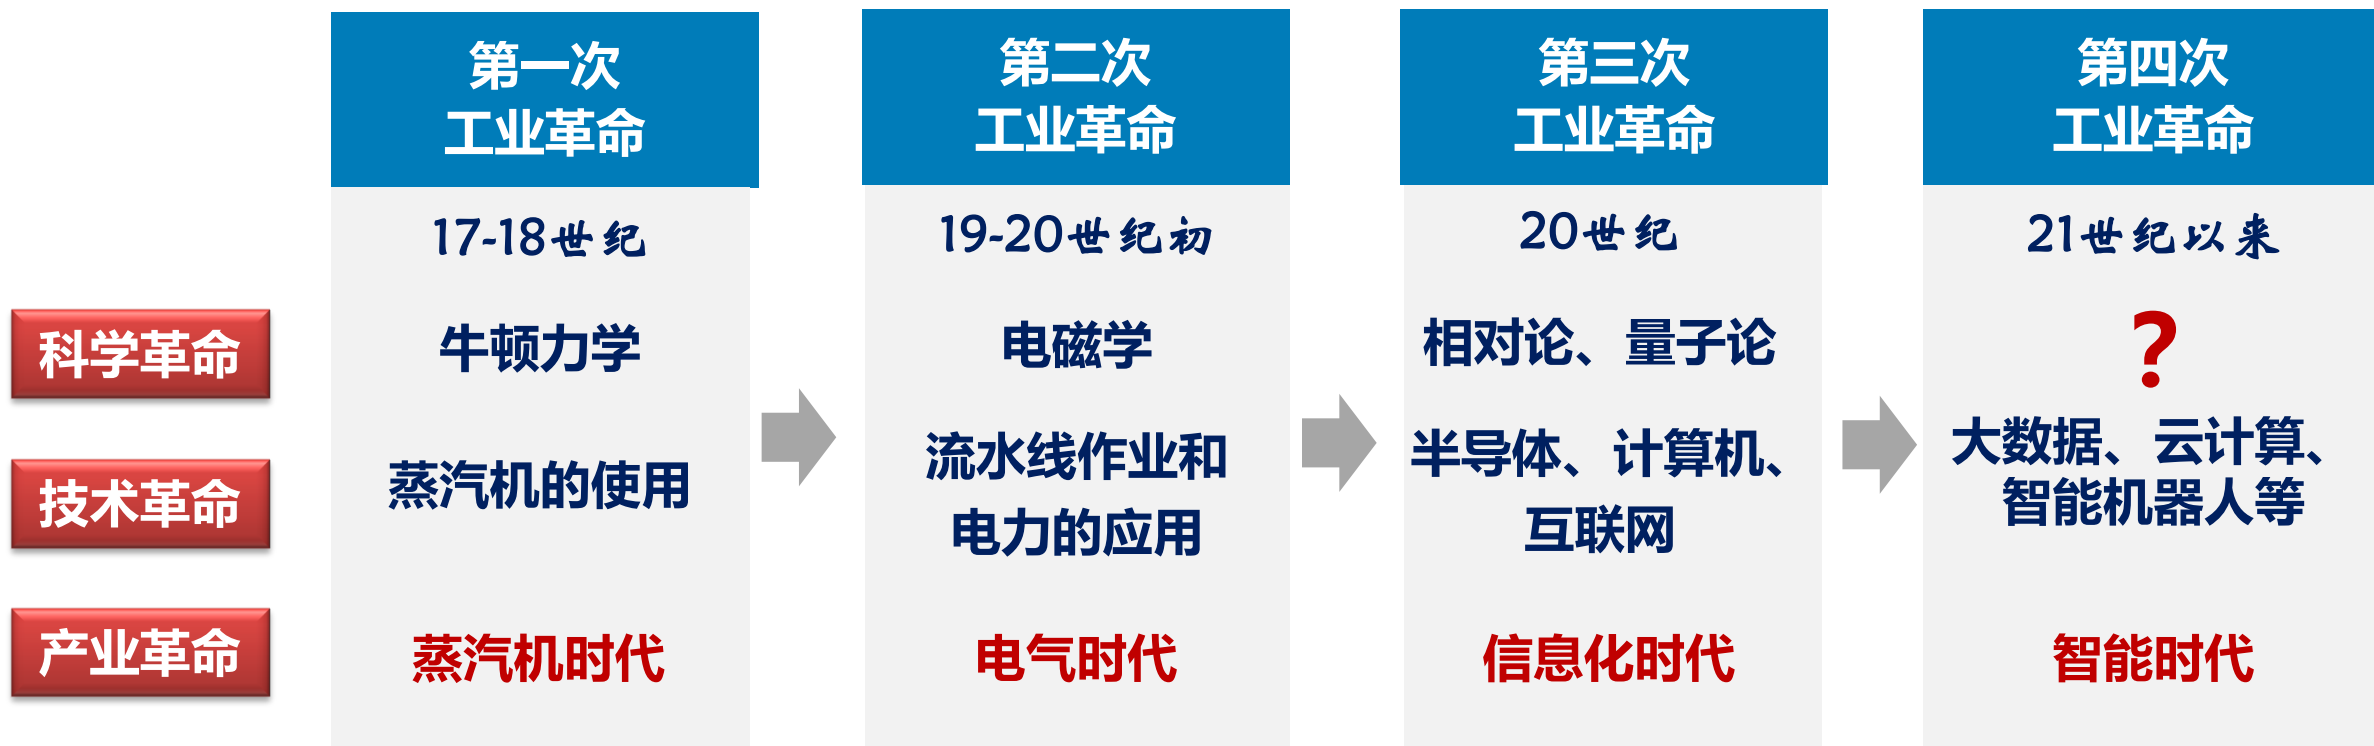 第一次
工业革命
第二次
工业革命
第三次
工业革命
第四次
工业革命
17-18世纪
19-20世纪初
20世纪
21世纪以来
科学革命
牛顿力学
电磁学
相对论、量子论
?
技术革命
蒸汽机的使用
流水线作业和
电力的应用
半导体、计算机、
互联网
大数据、云计算、
智能机器人等
产业革命
蒸汽机时代
电气时代
信息化时代
智能时代